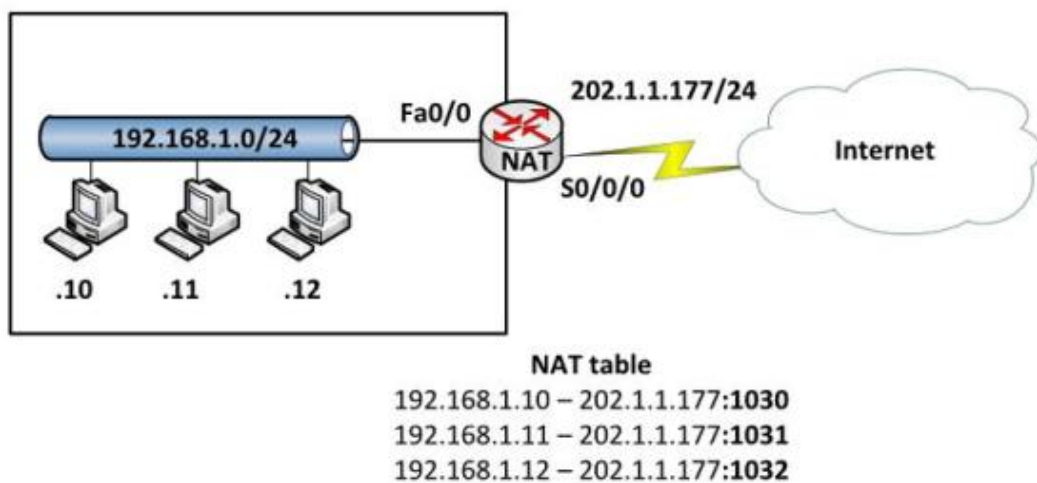 202.1.1.177/24
Fa0/0
192.168.1.0/24
NAT
Internet
S0/0/0
.10
.11
.12
NAT table
192.168.1.10 – 202.1.1.177:1030
192.168.1.11 – 202.1.1.177:1031
192.168.1.12 – 202.1.1.177:1032